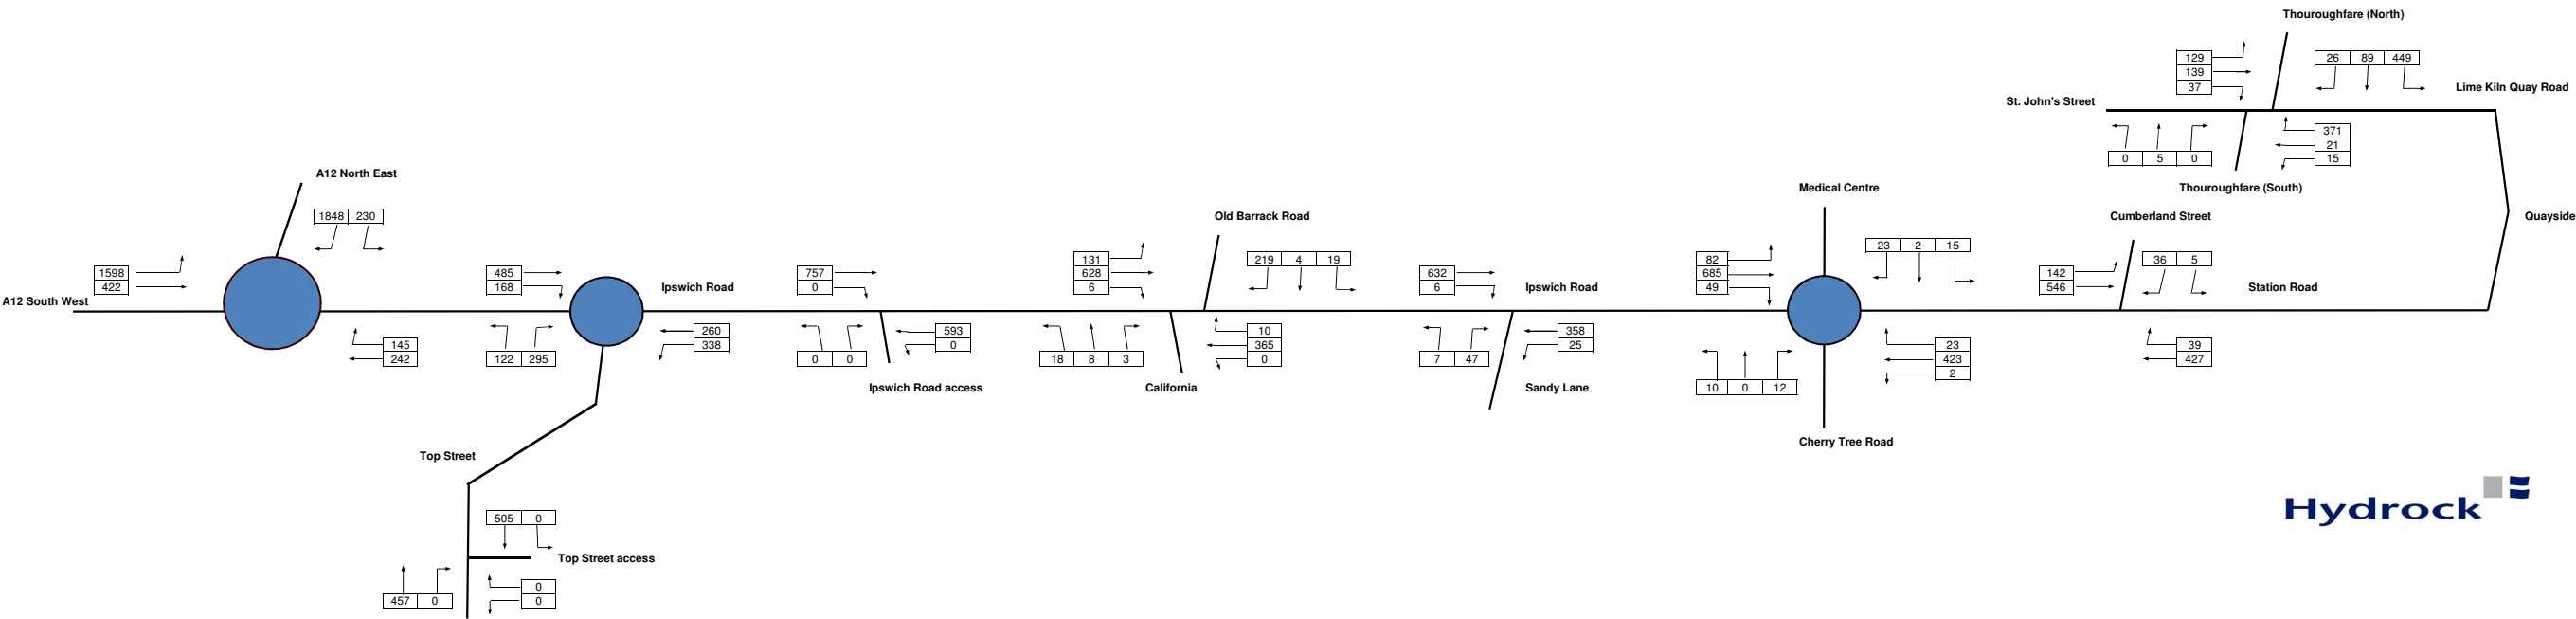 Thouroughfare (North)
129
139
37
26 89 449
St. John's Street
Lime Kiln Quay Road
0 5 0
371
21
15
Thouroughfare (South)
A12 North East
1848 230
1598
422
A12 South West
145
242
485
168
Ipswich Road
122 295
260
338
757
0
0 0
593
0
Ipswich Road access
Old Barrack Road
131
628
6
219 4 19
18 8 3
10
365
0
California
632
6
Ipswich Road
7 47
358
25
Sandy Lane
Medical Centre
82
685
49
23 2 15
10 0 12
23
423
2
Cherry Tree Road
Cumberland Street
142
546
36 5
Station Road
39
427
Quayside
Top Street
505 0
Top Street access
457 0
0
0
Hydrock